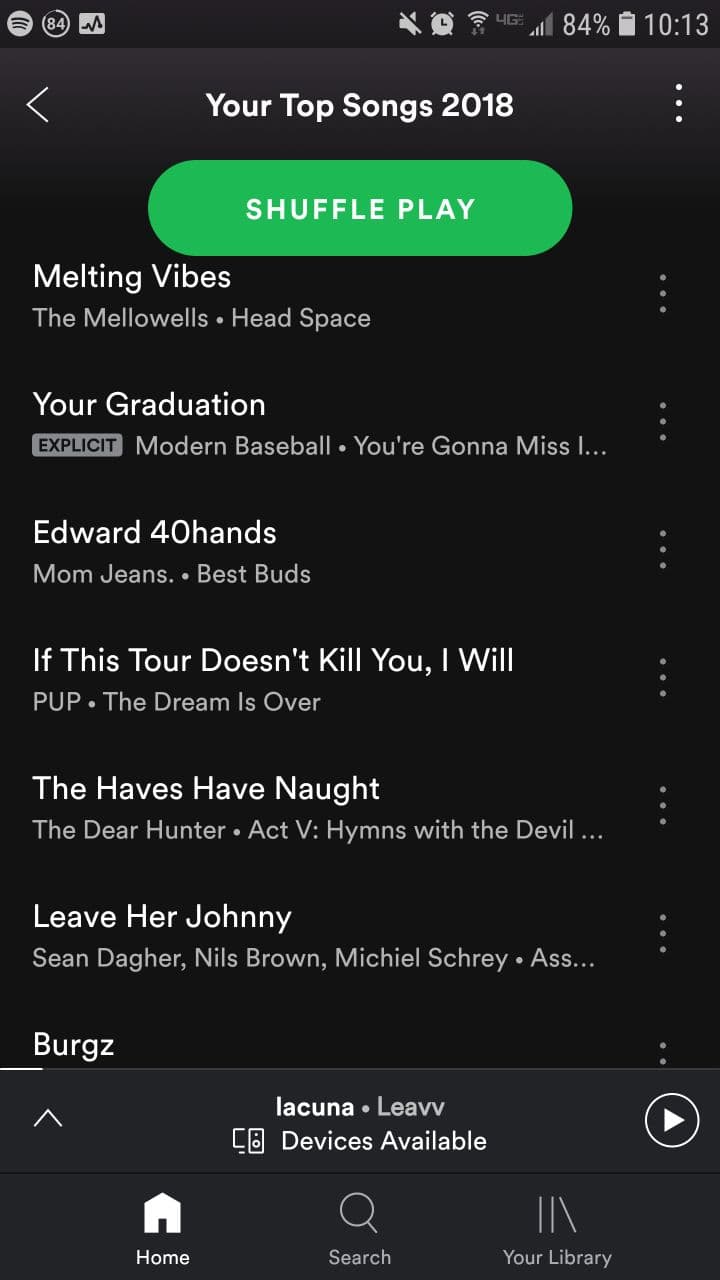 84 4G 84% 10:13
Your Top Songs 2018
SHUFFLE PLAY
Melting Vibes
The Mellowells • Head Space
Your Graduation
EXPLICIT Modern Baseball • You're Gonna Miss I...
Edward 40hands
Mom Jeans. • Best Buds
If This Tour Doesn't Kill You, I Will
PUP • The Dream Is Over
The Haves Have Naught
The Dear Hunter • Act V: Hymns with the Devil ...
Leave Her Johnny
Sean Dagher, Nils Brown, Michiel Schrey • Ass...
Burgz
lacuna • Leavv
Devices Available
Home Search Your Library